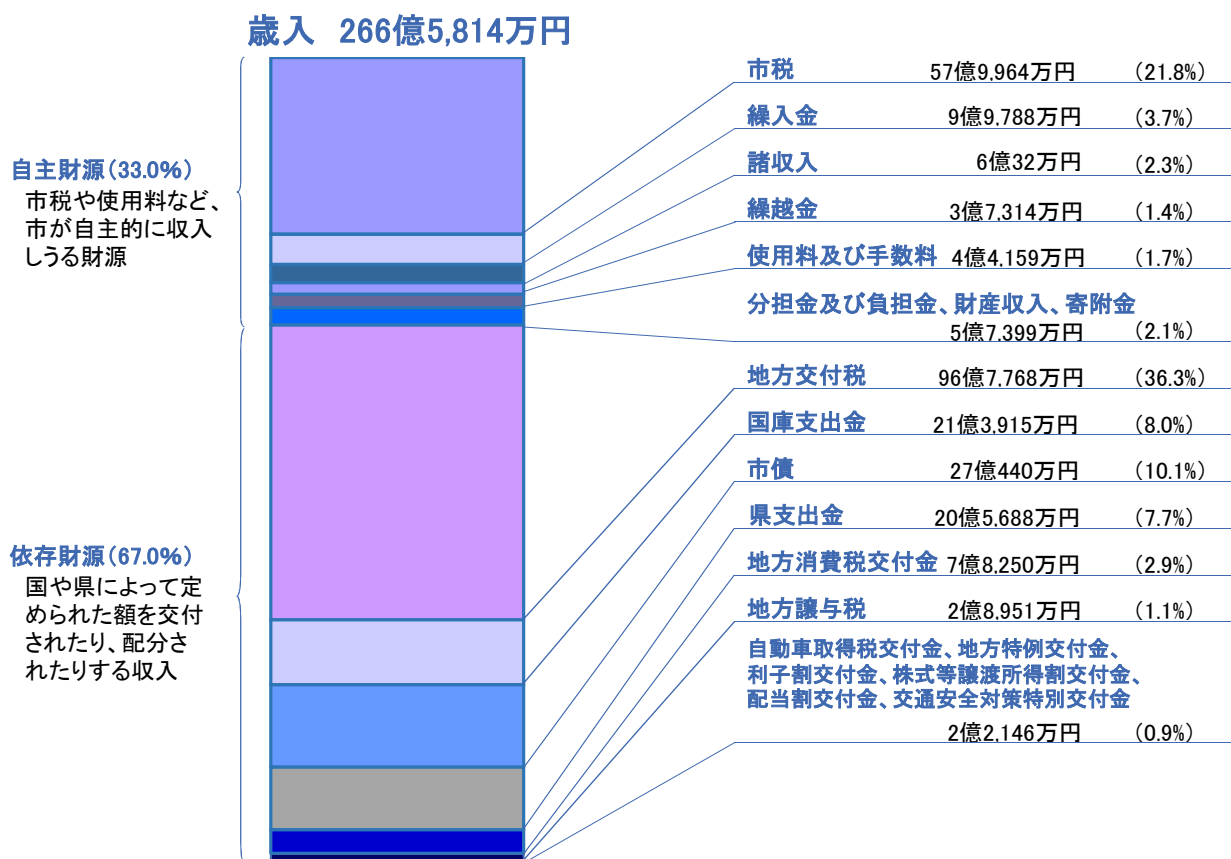 歳入 266億5,814万円
自主財源(33.0%)
市税や使用料など、
市が自主的に収入
しうる財源
依存財源(67.0%)
国や県によって定
められた額を交付
されたり、配分さ
れたりする収入
市税 57億9,964万円 (21.8%)
繰入金 9億9,788万円 (3.7%)
諸収入 6億32万円 (2.3%)
繰越金 3億7,314万円 (1.4%)
使用料及び手数料 4億4,159万円 (1.7%)
分担金及び負担金、財産収入、寄附金
5億7,399万円 (2.1%)
地方交付税 96億7,768万円 (36.3%)
国庫支出金 21億3,915万円 (8.0%)
市債 27億440万円 (10.1%)
県支出金 20億5,688万円 (7.7%)
地方消費税交付金 7億8,250万円 (2.9%)
地方譲与税 2億8,951万円 (1.1%)
自動車取得税交付金、地方特例交付金、
利子割交付金、株式等譲渡所得割交付金、
配当割交付金、交通安全対策特別交付金
2億2,146万円 (0.9%)